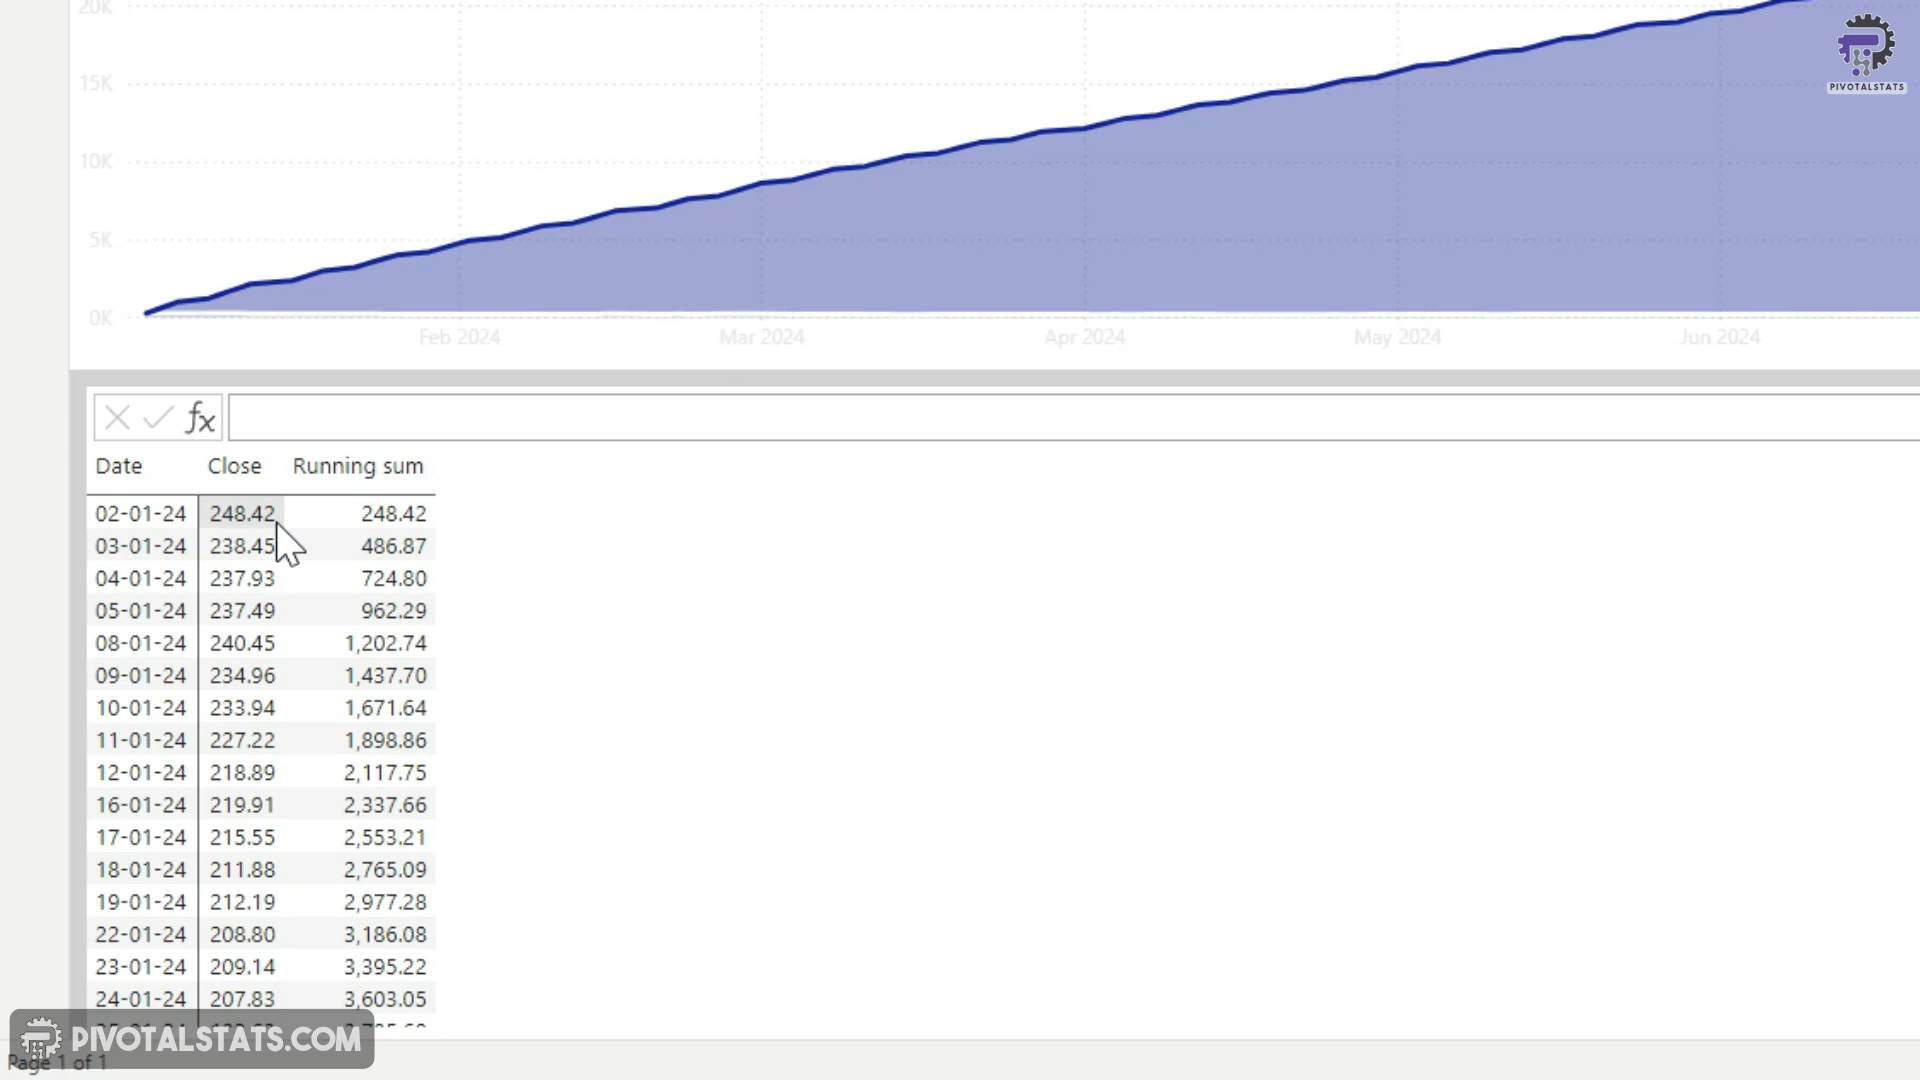 20K
PIVOTALSTATS
15K
10K
5K
0K
Feb 2024 Mar 2024 Apr 2024 May 2024 Jun 2024
fx
Date Close Running sum
02-01-24 248.42 248.42
03-01-24 238.45 486.87
04-01-24 237.93 724.80
05-01-24 237.49 962.29
08-01-24 240.45 1,202.74
09-01-24 234.96 1,437.70
10-01-24 233.94 1,671.64
11-01-24 227.22 1,898.86
12-01-24 218.89 2,117.75
16-01-24 219.91 2,337.66
17-01-24 215.55 2,553.21
18-01-24 211.88 2,765.09
19-01-24 212.19 2,977.28
22-01-24 208.80 3,186.08
23-01-24 209.14 3,395.22
24-01-24 207.83 3,603.05
PIVOTALSTATS.COM
Page 1 of 1